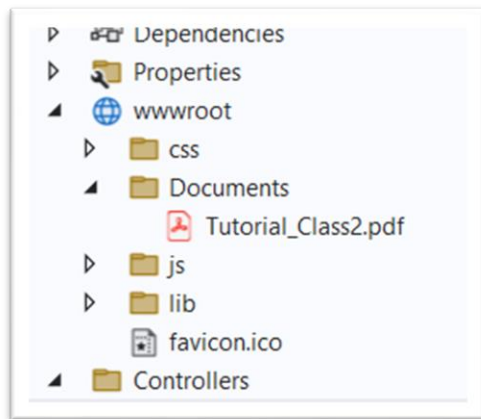 Dependencies
Properties
wwwroot
css
Documents
Tutorial_Class2.pdf
js
lib
favicon.ico
Controllers